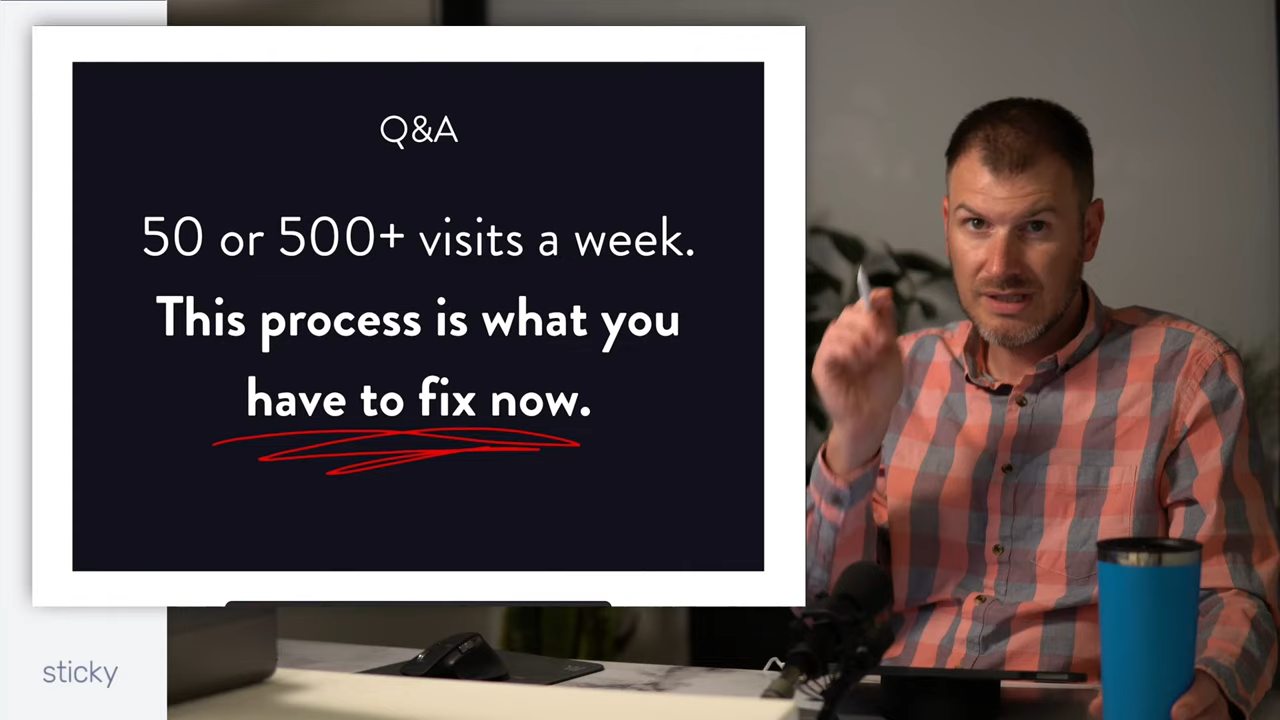 Q&A
50 or 500+ visits a week.
This process is what you
have to fix now.
sticky